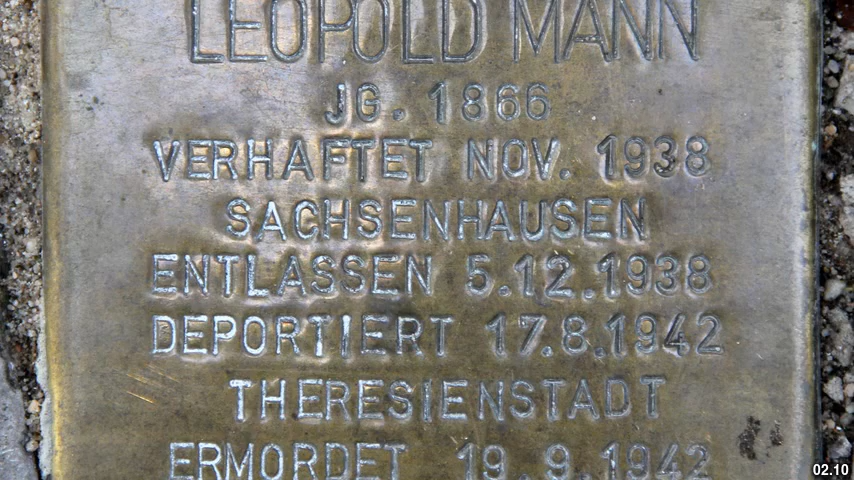 LEOPOLD MANN
JG. 1866
VERHAFTET NOV. 1938
SACHSENHAUSEN
ENTLASSEN 5.12.1938
DEPORTIERT 17.8.1942
THERESIENSTADT
ERMORDET 19.9.1942
02.10